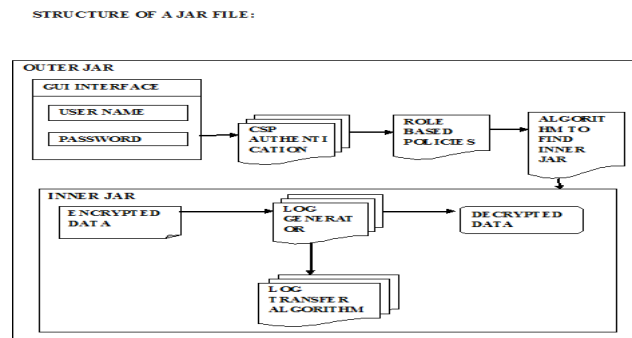 STRUCTURE OF A JAR FILE:
OUTER JAR
GUI INTERFACE
USER NAME
PASSWORD
CSP
AUTHENTI
CATION
ROLE
BASED
POLICIES
ALGORIT
HM TO
FIND
INNER
JAR
INNER JAR
ENCRYPTED
DATA
LOG
GENERAT
OR
DECRYPTED
DATA
LOG
TRANSFER
ALGORITHM